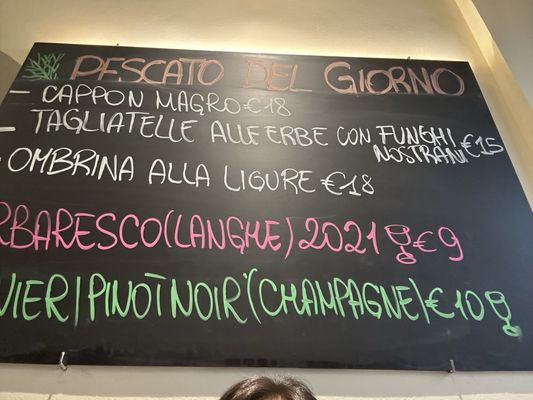 PESCATO DEL GIORNO
- CAPPON MAGRO €18
- TAGLIATELLE ALLE ERBE CON FUNGHI NOSTRANI €15
- OMBRINA ALLA LIGURE €18
RBARESCO (LANGHE) 2021 €9
VIER | PINOT NOIR (CHAMPAGNE) €10